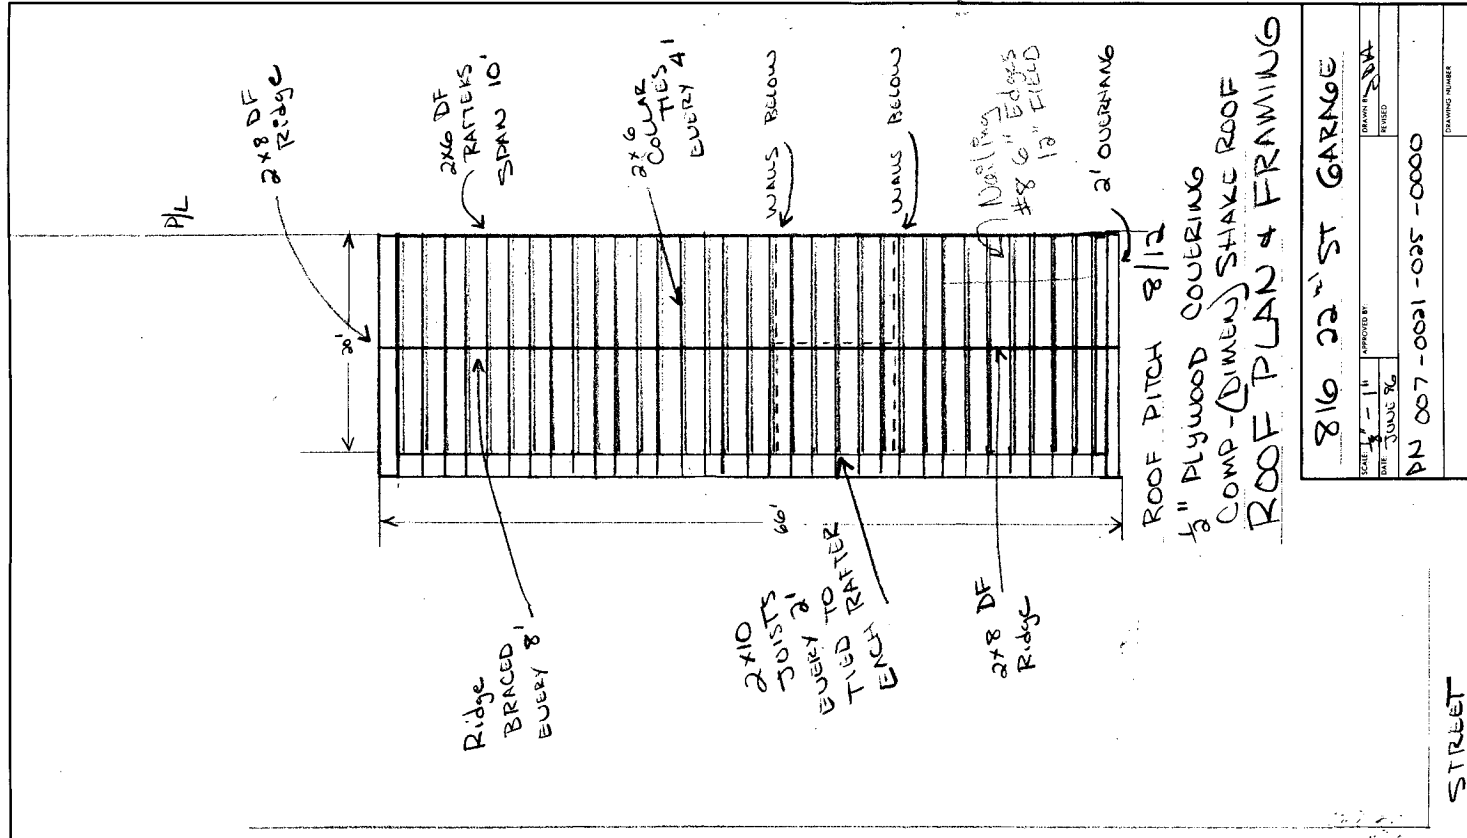 P/L
2x8 DF
Ridge
2x6 DF
RAFTERS
SPAN 10'
2x6
COLLAR
TIES
EVERY 4'
WALLS BELOW
WALLS BELOW
Nailing
#8 6" Edges
12" FIELD
2' OVERHANG
20'
66'
Ridge
BRACED
EVERY 8'
2x10
JOISTS
EVERY 2'
TIED TO
EACH RAFTER
2x8 DF
Ridge
ROOF PITCH 8/12
1/2" PLYWOOD COVERING
COMP-(DIMEN) SHAKE ROOF
ROOF PLAN & FRAMING
816 22nd ST GARAGE
SCALE: 1/8" - 1"
APPROVED BY:
DRAWN BY
DATE: JUNE 96
REVISED
PN 007-0021-025-0000
DRAWING NUMBER
STREET